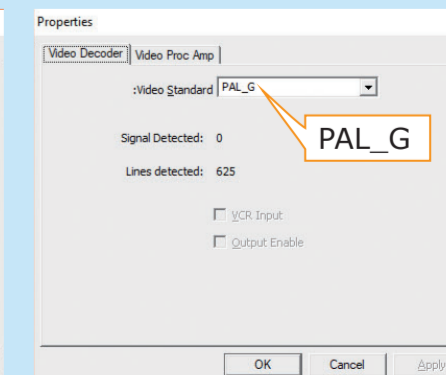 Properties
Video Decoder Video Proc Amp
:Video Standard PAL_G
Signal Detected: 0
PAL_G
Lines detected: 625
VCR Input
Output Enable
OK Cancel Apply